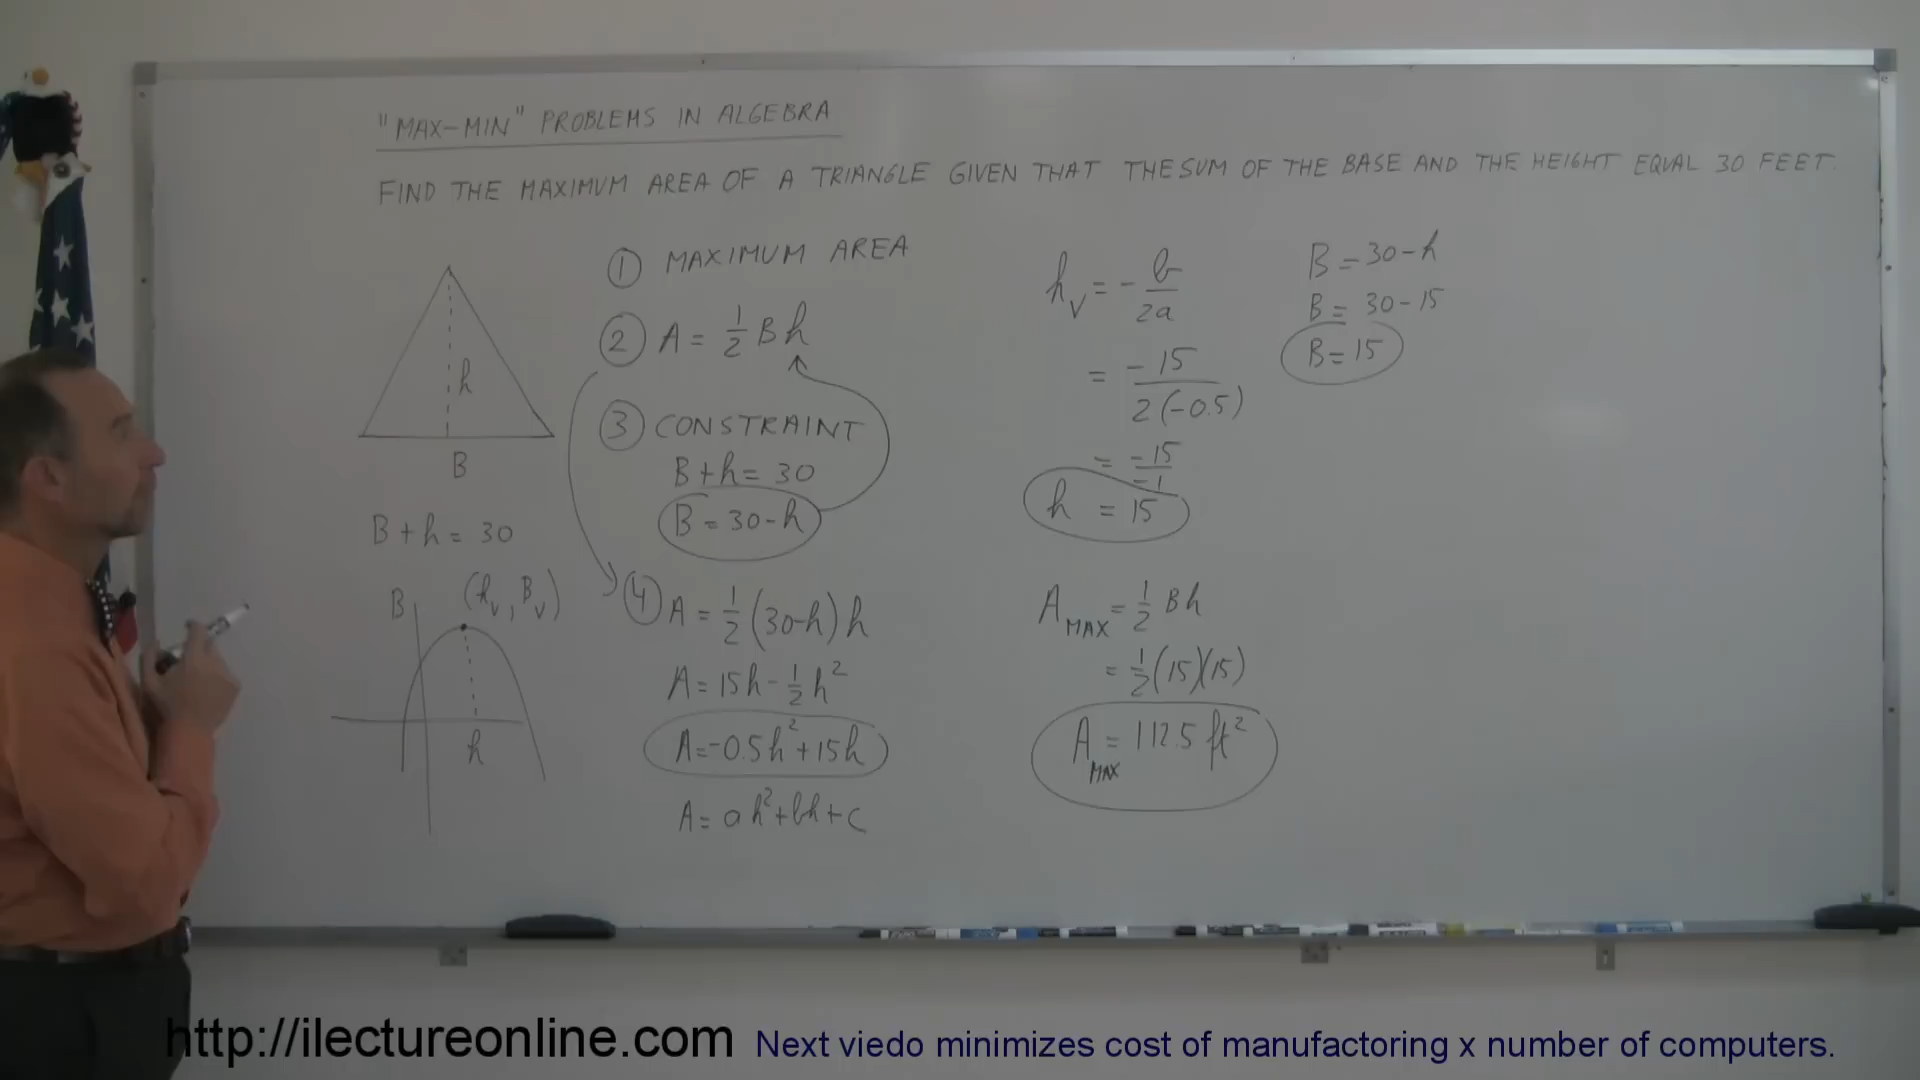 "MAX-MIN" PROBLEMS IN ALGEBRA
FIND THE MAXIMUM AREA OF A TRIANGLE GIVEN THAT THE SUM OF THE BASE AND THE HEIGHT EQUAL 30 FEET.
h
B
B + h = 30
B
(h_v, B_v)
h
① MAXIMUM AREA
② A = 1/2 B h
③ CONSTRAINT
B + h = 30
B = 30 - h
④ A = 1/2 (30-h) h
A = 15h - 1/2 h²
A = -0.5h² + 15h
A = ah² + bh + c
h_v = - b/2a
= -15/2(-0.5)
= -15/-1
h = 15
A_MAX = 1/2 Bh
= 1/2 (15)(15)
A_MAX = 112.5 ft²
B = 30 - h
B = 30 - 15
B = 15
http://ilectureonline.com
Next viedo minimizes cost of manufactoring x number of computers.